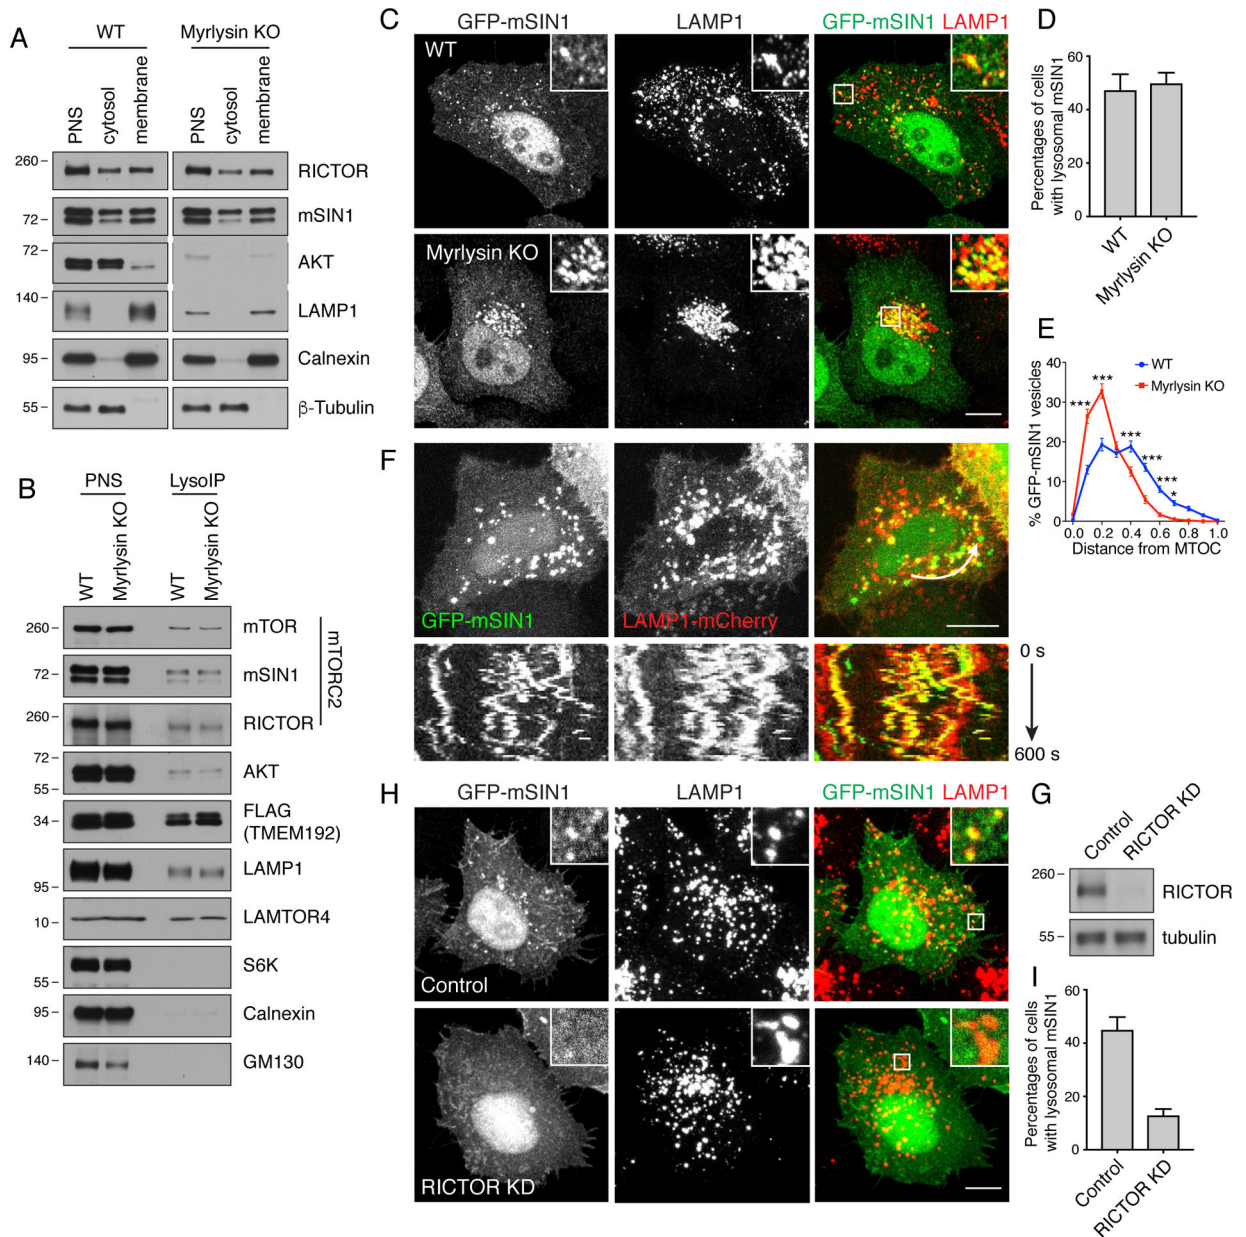 A
WT
Myrlysin KO
PNS
cytosol
membrane
PNS
cytosol
membrane
260
RICTOR
72
mSIN1
72
AKT
140
LAMP1
95
Calnexin
55
β-Tubulin
B
PNS
LysoIP
WT
Myrlysin KO
WT
Myrlysin KO
260
mTOR
72
mSIN1
260
RICTOR
mTORC2
72
55
AKT
34
FLAG
(TMEM192)
95
LAMP1
10
LAMTOR4
55
S6K
95
Calnexin
140
GM130
C
GFP-mSIN1
LAMP1
GFP-mSIN1 LAMP1
WT
Myrlysin KO
D
Percentages of cells
with lysosomal mSIN1
60
40
20
0
WT
Myrlysin KO
E
WT
Myrlysin KO
% GFP-mSIN1 vesicles
40
30
20
10
0
***
***
***
***
***
*
0.0
0.2
0.4
0.6
0.8
1.0
Distance from MTOC
F
GFP-mSIN1
LAMP1-mCherry
0 s
600 s
G
Control
RICTOR KD
260
RICTOR
55
tubulin
H
GFP-mSIN1
LAMP1
GFP-mSIN1 LAMP1
Control
RICTOR KD
I
Percentages of cells
with lysosomal mSIN1
60
40
20
0
Control
RICTOR KD